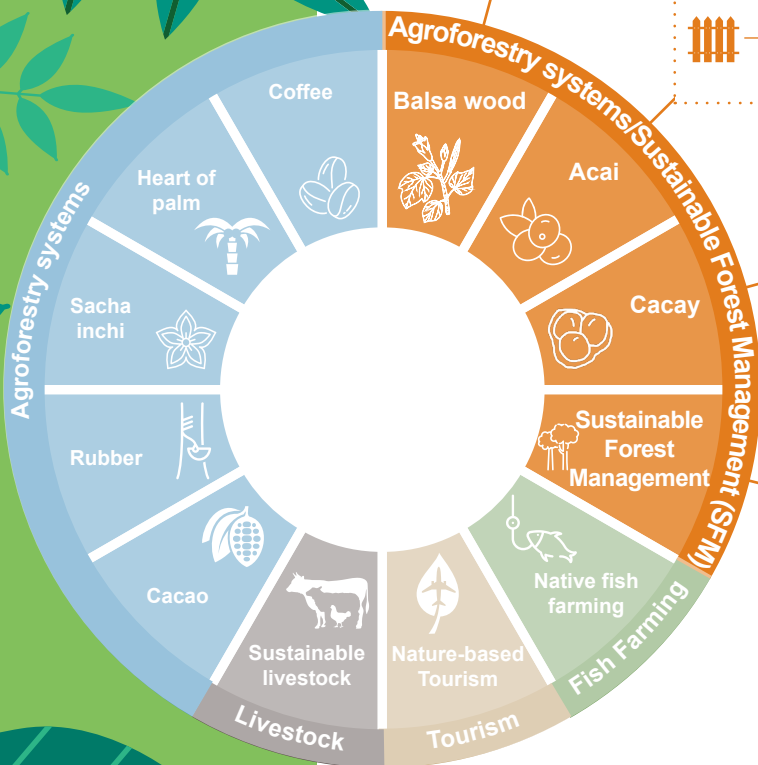 Agroforestry systems/Sustainable Forest Management (SFM)
Balsa wood
Acai
Cacay
Sustainable
Forest
Management
Fish Farming
Native fish
farming
Tourism
Nature-based
Tourism
Livestock
Sustainable
livestock
Agroforestry systems
Cacao
Rubber
Sacha
inchi
Heart of
palm
Coffee